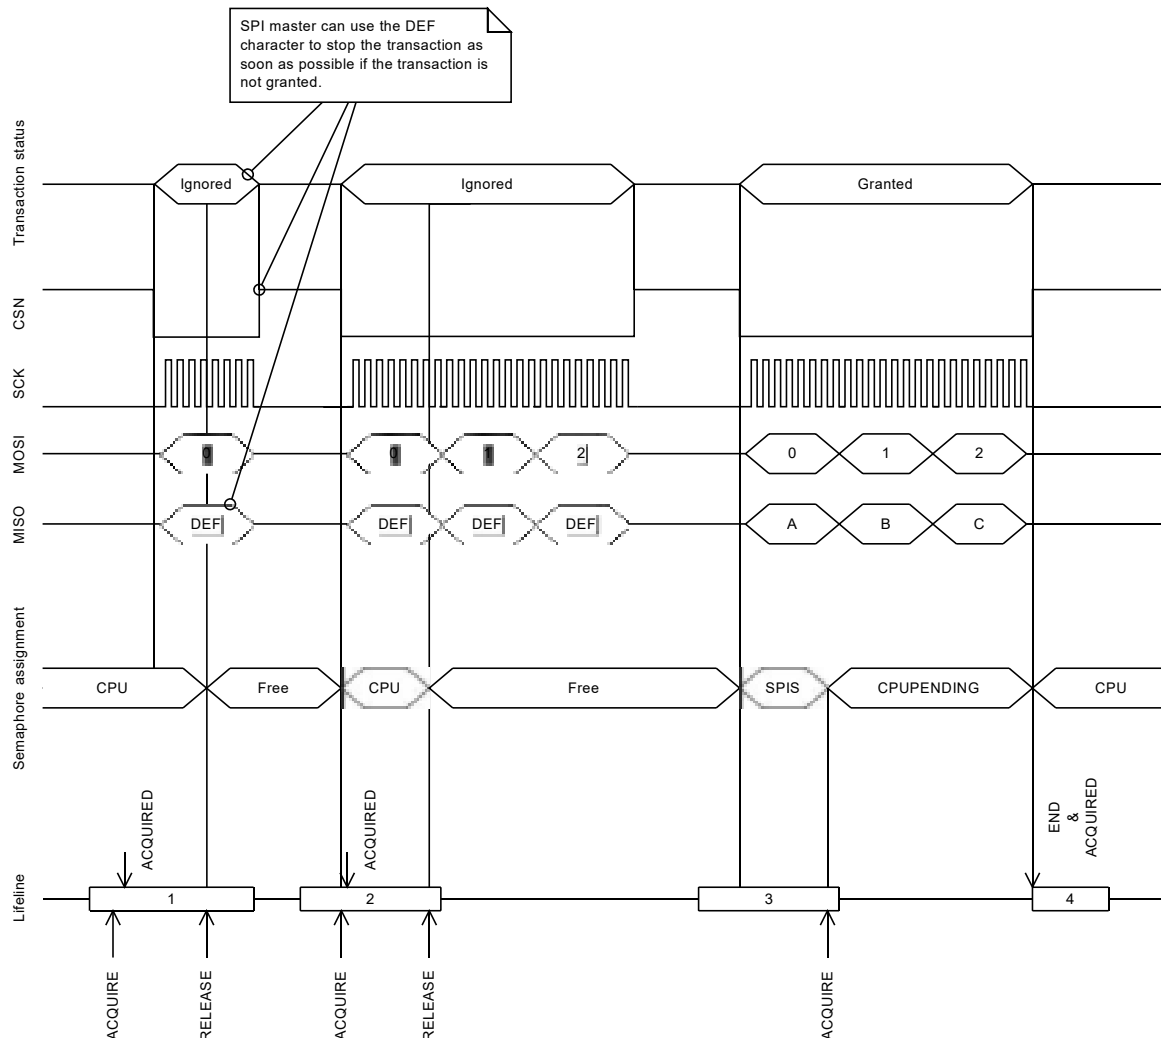 SPI master can use the DEF
character to stop the transaction as
soon as possible if the transaction is
not granted.
Transaction status
Ignored
Ignored
Granted
CSN
SCK
MOSI
0
0
1
2
0
1
2
MISO
DEF
DEF
DEF
DEF
A
B
C
Semaphore assignment
CPU
Free
CPU
Free
SPIS
CPUPENDING
CPU
ACQUIRED
ACQUIRED
END
&
ACQUIRED
Lifeline
1
2
3
4
ACQUIRE
RELEASE
ACQUIRE
RELEASE
ACQUIRE